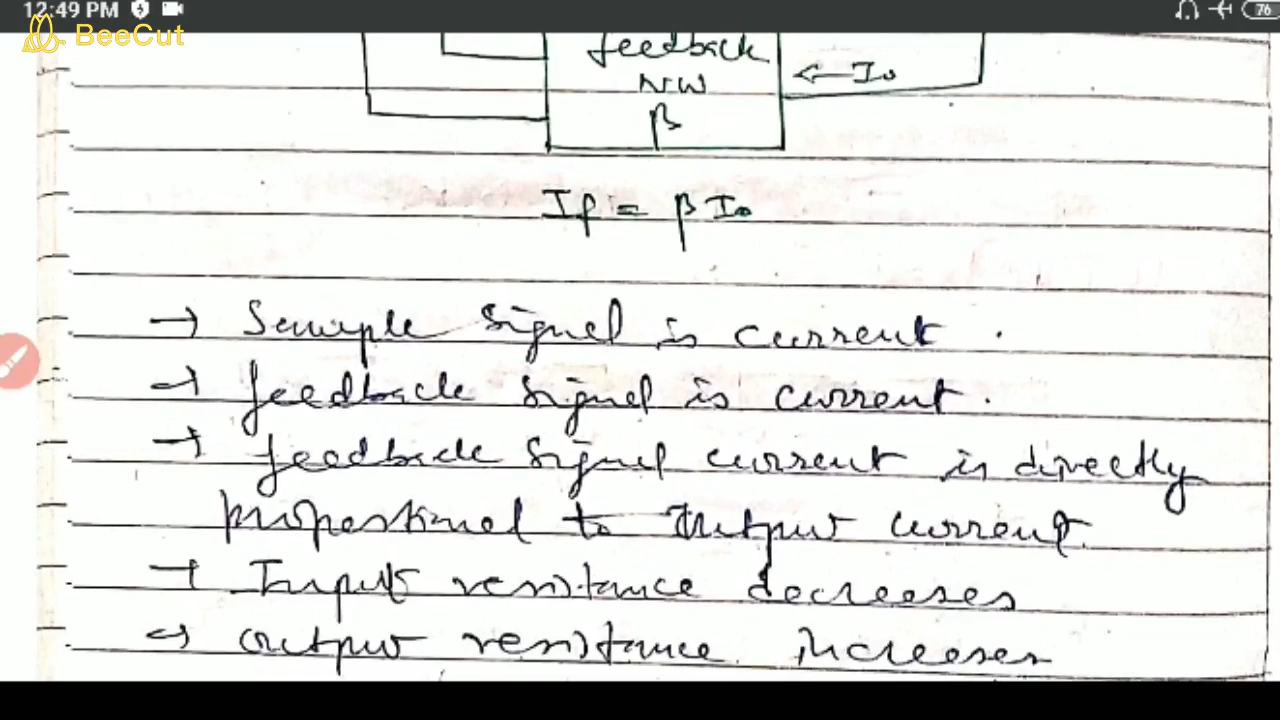 12:49 PM
76
BeeCut
feedback
NW
β
← Io
If = β Io
→ Sample signal is current.
→ feedback signal is current.
→ feedback signal current is directly
proportional to output current.
→ Input resistance decreases
→ output resistance increases